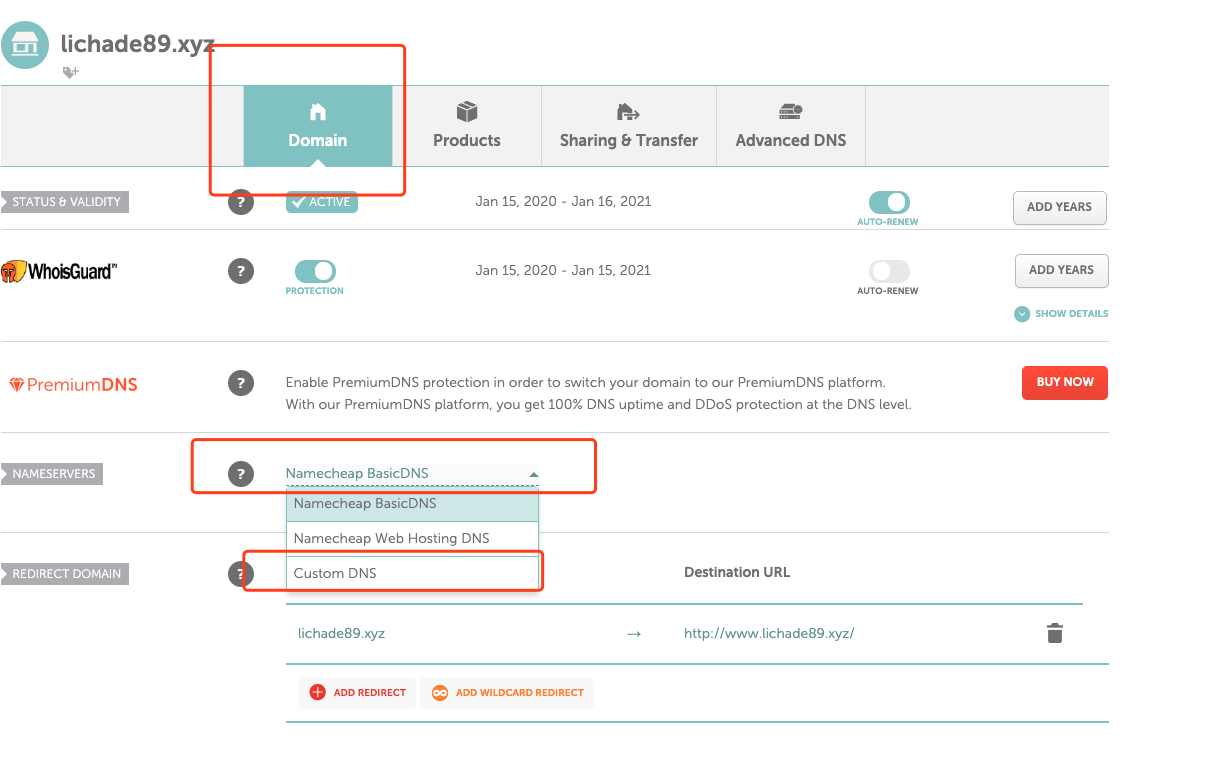 lichade89.xyz
Domain
Products
Sharing & Transfer
Advanced DNS
STATUS & VALIDITY
?
ACTIVE
Jan 15, 2020 - Jan 16, 2021
AUTO-RENEW
ADD YEARS
WhoisGuard™
?
PROTECTION
Jan 15, 2020 - Jan 15, 2021
AUTO-RENEW
ADD YEARS
SHOW DETAILS
PremiumDNS
?
Enable PremiumDNS protection in order to switch your domain to our PremiumDNS platform.
With our PremiumDNS platform, you get 100% DNS uptime and DDoS protection at the DNS level.
BUY NOW
NAMESERVERS
?
Namecheap BasicDNS
Namecheap BasicDNS
Namecheap Web Hosting DNS
Custom DNS
REDIRECT DOMAIN
?
Destination URL
lichade89.xyz
→
http://www.lichade89.xyz/
ADD REDIRECT
ADD WILDCARD REDIRECT